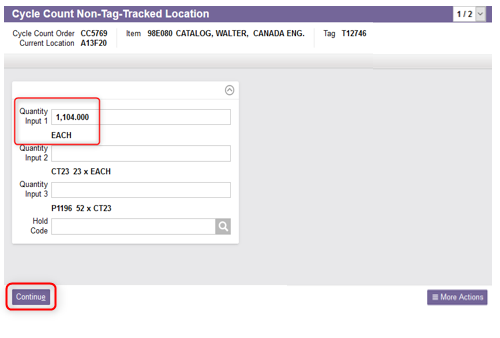 Cycle Count Non-Tag-Tracked Location
1 / 2
Cycle Count Order CC5769 Item 98E080 CATALOG, WALTER, CANADA ENG. Tag T12746
Current Location A13F20
Quantity
Input 1 1,104.000
EACH
Quantity
Input 2
CT23 23 x EACH
Quantity
Input 3
P1196 52 x CT23
Hold
Code
Continue
More Actions